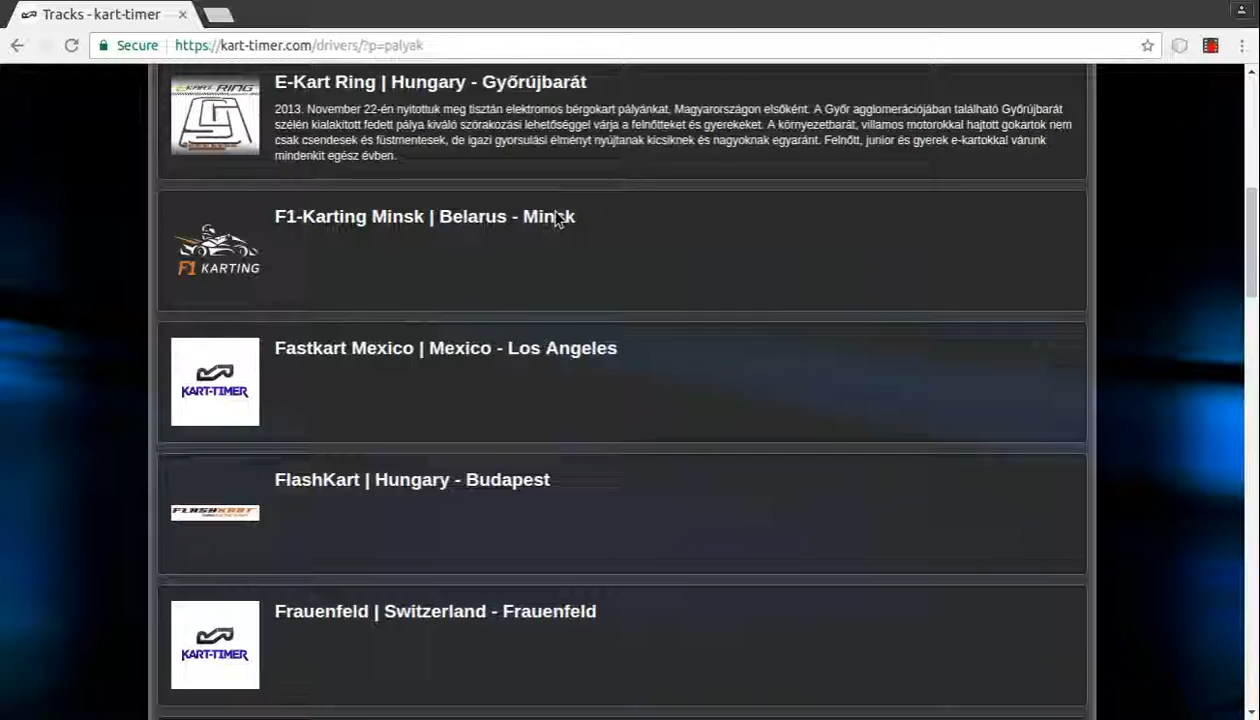 Tracks - kart-timer
Secure
https://kart-timer.com/drivers/?p=palyak
E-KART RING
E-Kart Ring | Hungary - Győrújbarát
2013. November 22-én nyitottuk meg tisztán elektromos bérgokart pályánkat, Magyarországon elsőként. A Győr agglomerációjában található Győrújbarát
szélén kialakított fedett pálya kiváló szórakozási lehetőséggel várja a felnőtteket és gyerekeket. A környezetbarát, villamos motorokkal hajtott gokartok nem
csak csendesek és füstmentesek, de igazi gyorsulási élményt nyújtanak kicsiknek és nagyoknak egyaránt. Felnőtt, junior és gyerek e-kartokkal várunk
mindenkit egész évben.
F1-Karting Minsk | Belarus - Minsk
F1 KARTING
Fastkart Mexico | Mexico - Los Angeles
KART-TIMER
FlashKart | Hungary - Budapest
FLASHKART
Frauenfeld | Switzerland - Frauenfeld
KART-TIMER